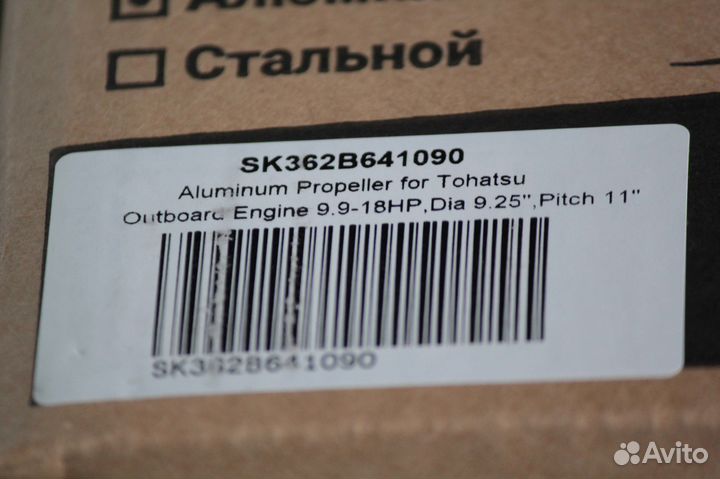 Стальной
SK362B641090
Aluminum Propeller for Tohatsu
Outboard Engine 9.9-18HP,Dia 9.25",Pitch 11"
SK362B641090
Avito